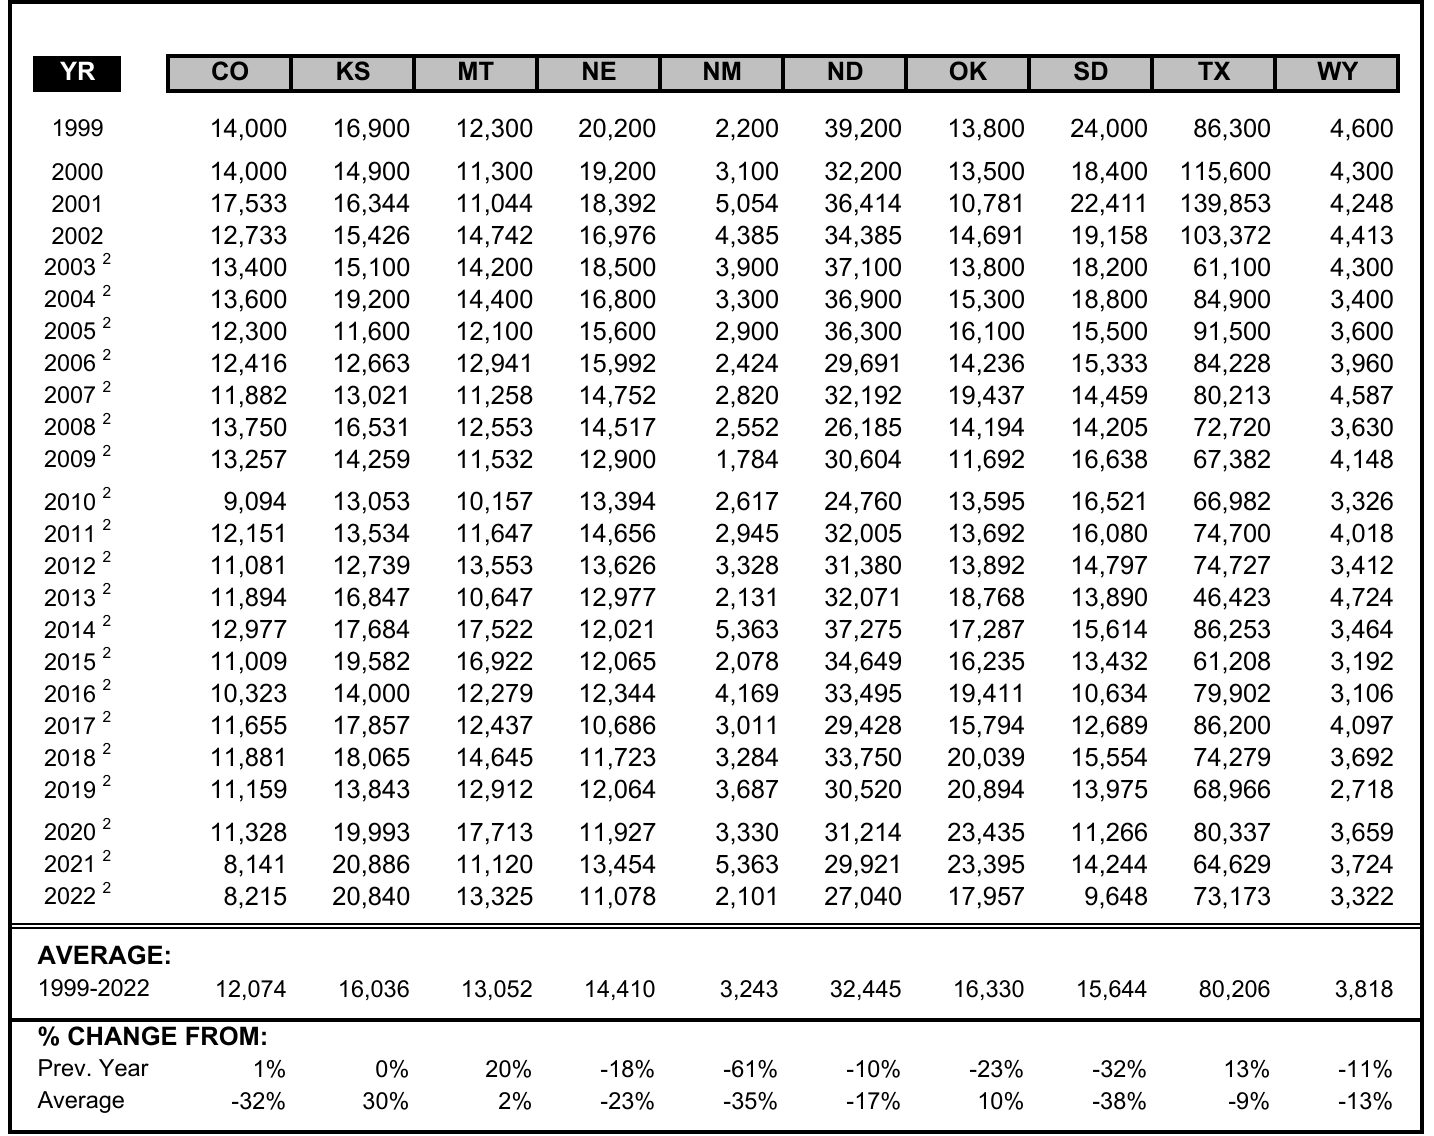 YR CO KS MT NE NM ND OK SD TX WY
1999 14,000 16,900 12,300 20,200 2,200 39,200 13,800 24,000 86,300 4,600
2000 14,000 14,900 11,300 19,200 3,100 32,200 13,500 18,400 115,600 4,300
2001 17,533 16,344 11,044 18,392 5,054 36,414 10,781 22,411 139,853 4,248
2002 12,733 15,426 14,742 16,976 4,385 34,385 14,691 19,158 103,372 4,413
2003 2 13,400 15,100 14,200 18,500 3,900 37,100 13,800 18,200 61,100 4,300
2004 2 13,600 19,200 14,400 16,800 3,300 36,900 15,300 18,800 84,900 3,400
2005 2 12,300 11,600 12,100 15,600 2,900 36,300 16,100 15,500 91,500 3,600
2006 2 12,416 12,663 12,941 15,992 2,424 29,691 14,236 15,333 84,228 3,960
2007 2 11,882 13,021 11,258 14,752 2,820 32,192 19,437 14,459 80,213 4,587
2008 2 13,750 16,531 12,553 14,517 2,552 26,185 14,194 14,205 72,720 3,630
2009 2 13,257 14,259 11,532 12,900 1,784 30,604 11,692 16,638 67,382 4,148
2010 2 9,094 13,053 10,157 13,394 2,617 24,760 13,595 16,521 66,982 3,326
2011 2 12,151 13,534 11,647 14,656 2,945 32,005 13,692 16,080 74,700 4,018
2012 2 11,081 12,739 13,553 13,626 3,328 31,380 13,892 14,797 74,727 3,412
2013 2 11,894 16,847 10,647 12,977 2,131 32,071 18,768 13,890 46,423 4,724
2014 2 12,977 17,684 17,522 12,021 5,363 37,275 17,287 15,614 86,253 3,464
2015 2 11,009 19,582 16,922 12,065 2,078 34,649 16,235 13,432 61,208 3,192
2016 2 10,323 14,000 12,279 12,344 4,169 33,495 19,411 10,634 79,902 3,106
2017 2 11,655 17,857 12,437 10,686 3,011 29,428 15,794 12,689 86,200 4,097
2018 2 11,881 18,065 14,645 11,723 3,284 33,750 20,039 15,554 74,279 3,692
2019 2 11,159 13,843 12,912 12,064 3,687 30,520 20,894 13,975 68,966 2,718
2020 2 11,328 19,993 17,713 11,927 3,330 31,214 23,435 11,266 80,337 3,659
2021 2 8,141 20,886 11,120 13,454 5,363 29,921 23,395 14,244 64,629 3,724
2022 2 8,215 20,840 13,325 11,078 2,101 27,040 17,957 9,648 73,173 3,322
AVERAGE:
1999-2022 12,074 16,036 13,052 14,410 3,243 32,445 16,330 15,644 80,206 3,818
% CHANGE FROM:
Prev. Year 1% 0% 20% -18% -61% -10% -23% -32% 13% -11%
Average -32% 30% 2% -23% -35% -17% 10% -38% -9% -13%